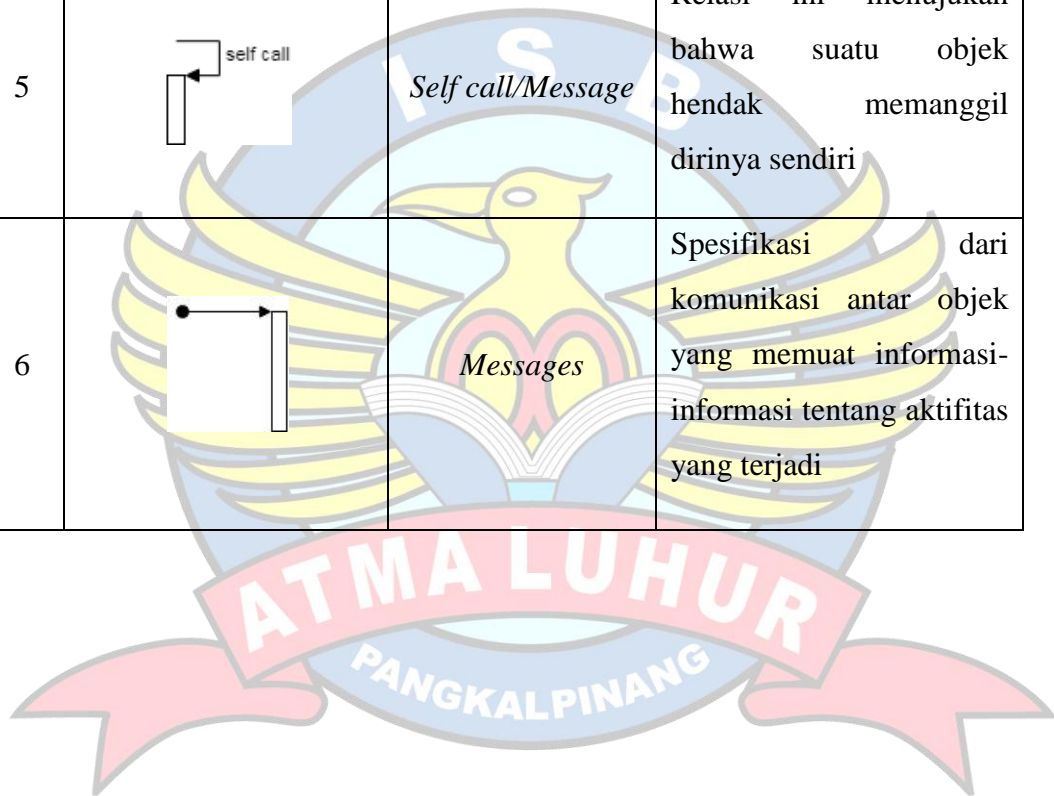 Relasi ini menujukan
5
self call
Self call/Message
bahwa suatu objek
hendak memanggil
dirinya sendiri
6
Messages
Spesifikasi dari
komunikasi antar objek
yang memuat informasi-
informasi tentang aktifitas
yang terjadi
I S B
ATMA LUHUR
PANGKALPINANG